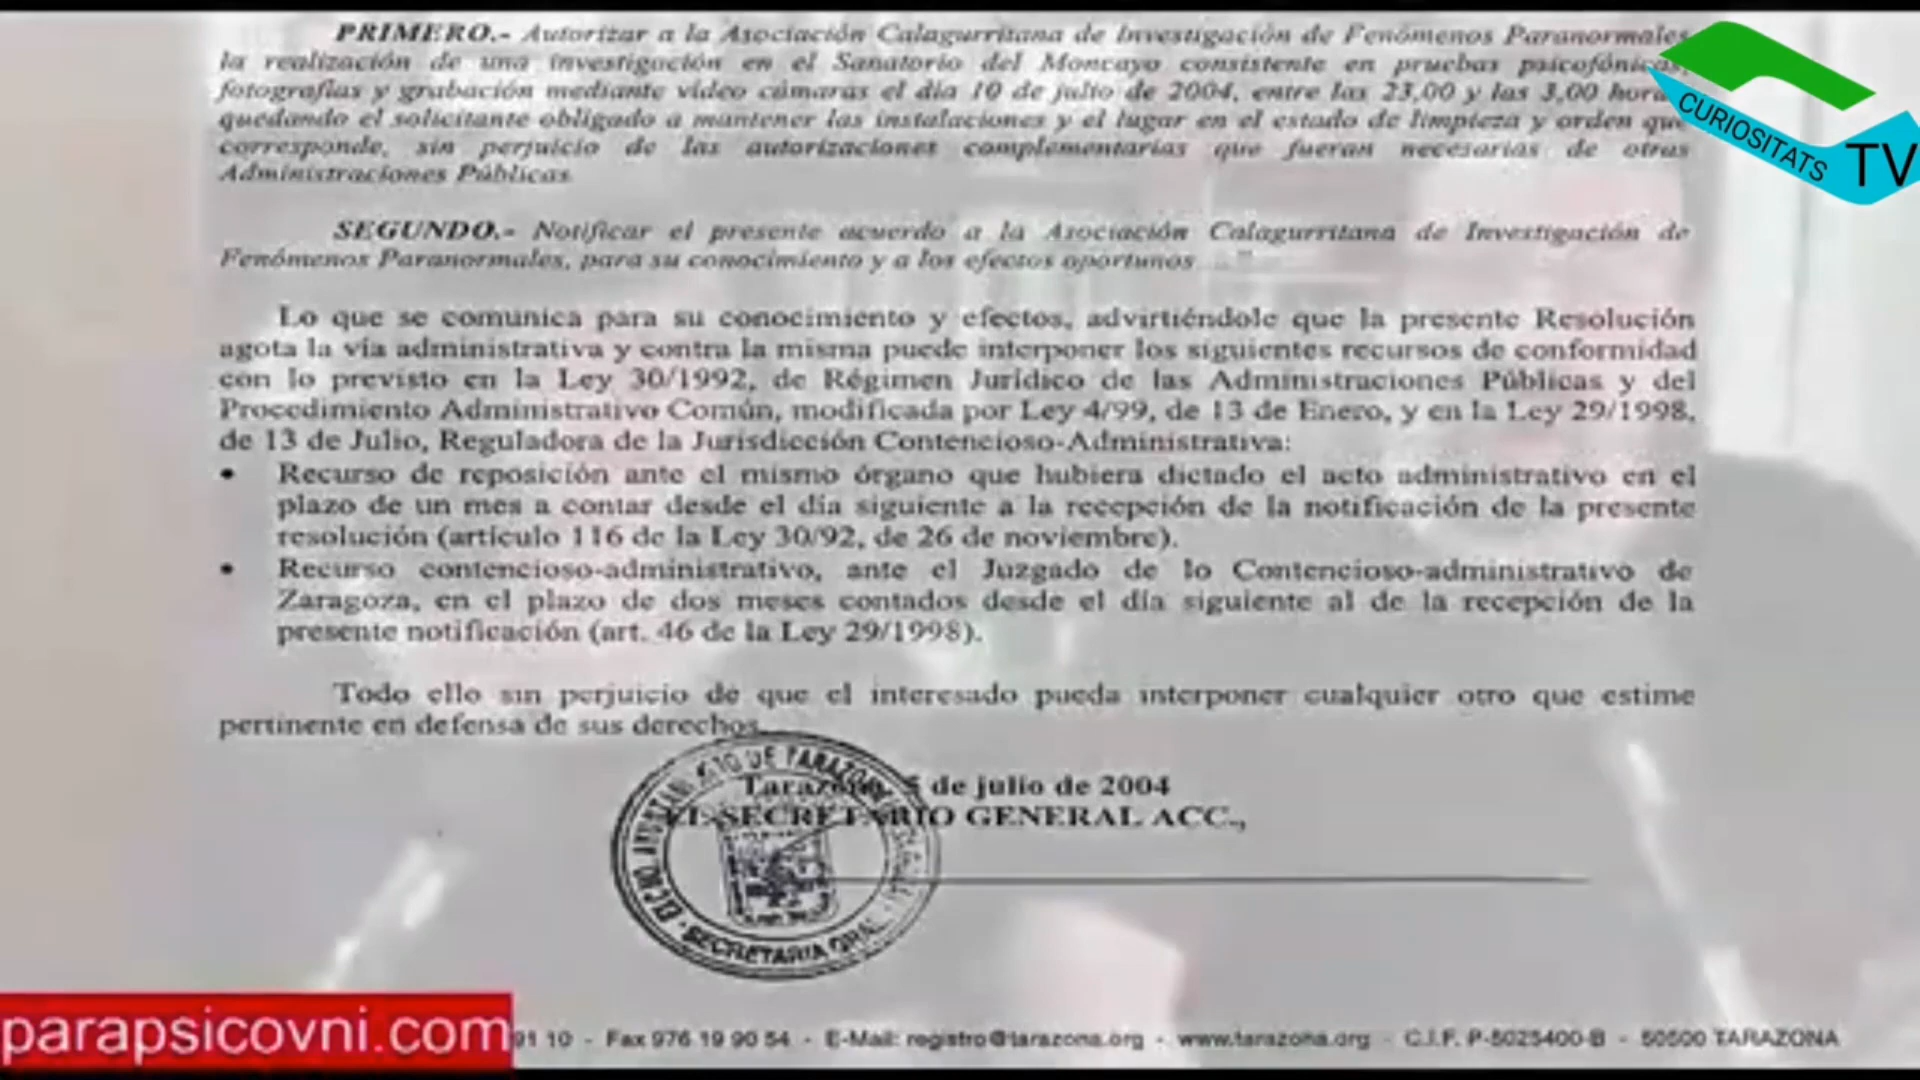 PRIMERO.- Autorizar a la Asociación Calagurritana de Investigación de Fenómenos Paranormales
la realización de una investigación en el Sanatorio del Moncayo consistente en pruebas psicofónicas,
fotografías y grabación mediante vídeo cámaras el día 10 de julio de 2004, entre las 23,00 y las 3,00
quedando el solicitante obligado a mantener las instalaciones y el lugar en el estado de limpieza y orden que
corresponde, sin perjuicio de las autorizaciones complementarias que fueran necesarias de otras
Administraciones Públicas
SEGUNDO.- Notificar el presente acuerdo a la Asociación Calagurritana de Investigación de
Fenómenos Paranormales, para su conocimiento y a los efectos oportunos ...."
Lo que se comunica para su conocimiento y efectos, advirtiéndole que la presente Resolución
agota la vía administrativa y contra la misma puede interponer los siguientes recursos de conformidad
con lo previsto en la Ley 30/1992, de Régimen Jurídico de las Administraciones Públicas y del
Procedimiento Administrativo Común, modificada por Ley 4/99, de 13 de Enero, y en la Ley 29/1998,
de 13 de Julio, Reguladora de la Jurisdicción Contencioso-Administrativa:
• Recurso de reposición ante el mismo órgano que hubiera dictado el acto administrativo en el
plazo de un mes a contar desde el día siguiente a la recepción de la notificación de la presente
resolución (artículo 116 de la Ley 30/92, de 26 de noviembre).
• Recurso contencioso-administrativo, ante el Juzgado de lo Contencioso-administrativo de
Zaragoza, en el plazo de dos meses contados desde el día siguiente al de la recepción de la
presente notificación (art. 46 de la Ley 29/1998).
Todo ello sin perjuicio de que el interesado pueda interponer cualquier otro que estime
pertinente en defensa de sus derechos.
Tarazona, 5 de julio de 2004
EL SECRETARIO GENERAL ACC.,
EXCMO. AYUNTAMIENTO DE TARAZONA
SECRETARIA GRAL
91 10 - Fax 976 19 90 54 - E-Mail: registro@tarazona.org - www.tarazona.org - C.I.F. P-5025400-B - 50500 TARAZONA
parapsicovni.com
CURIOSITATS TV